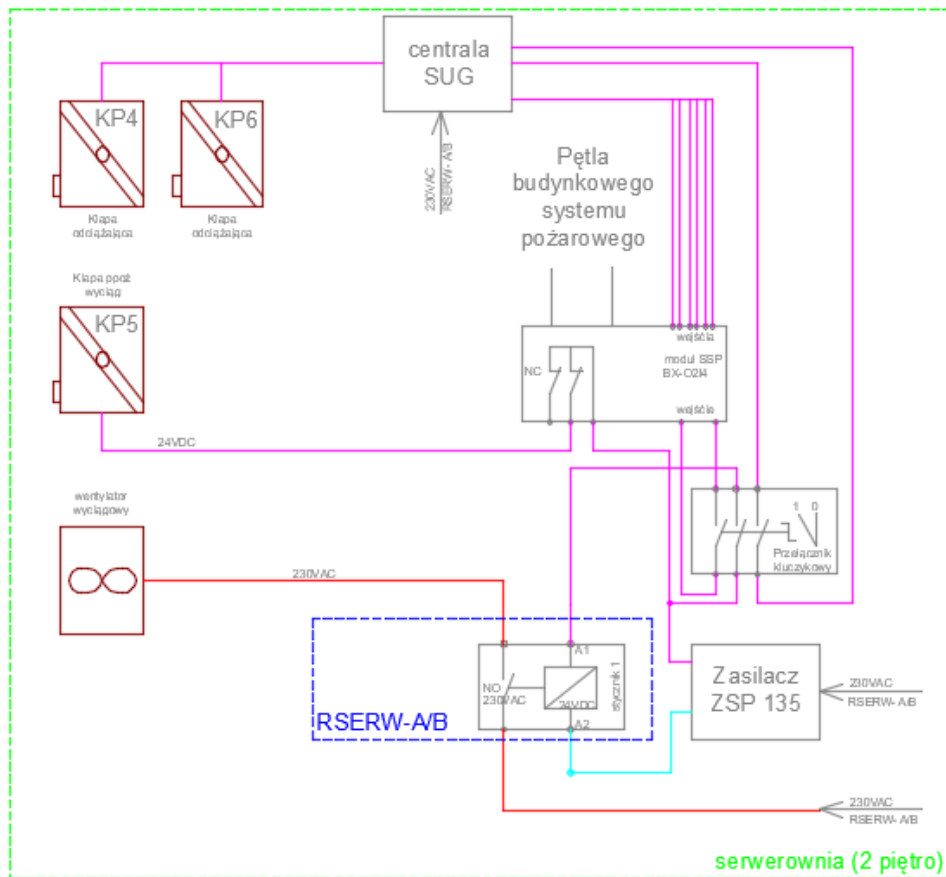 centrala
SUG
KP4
KP6
230VAC
RSERW- A/B
Klapa
odciążająca
Klapa
odciążająca
Pętla
budynkowego
systemu
pożarowego
Klapa ppoż
wyciąg
KP5
wejścia
moduł SSP
BX-O2I4
NC
wejście
24VDC
wentylator
wyciągowy
1 0
Przełącznik
kluczykowy
230VAC
A1
NO
230VAC
24VDC
stycznik 1
A2
RSERW-A/B
Zasilacz
ZSP 135
230VAC
RSERW- A/B
230VAC
RSERW- A/B
serwerownia (2 piętro)